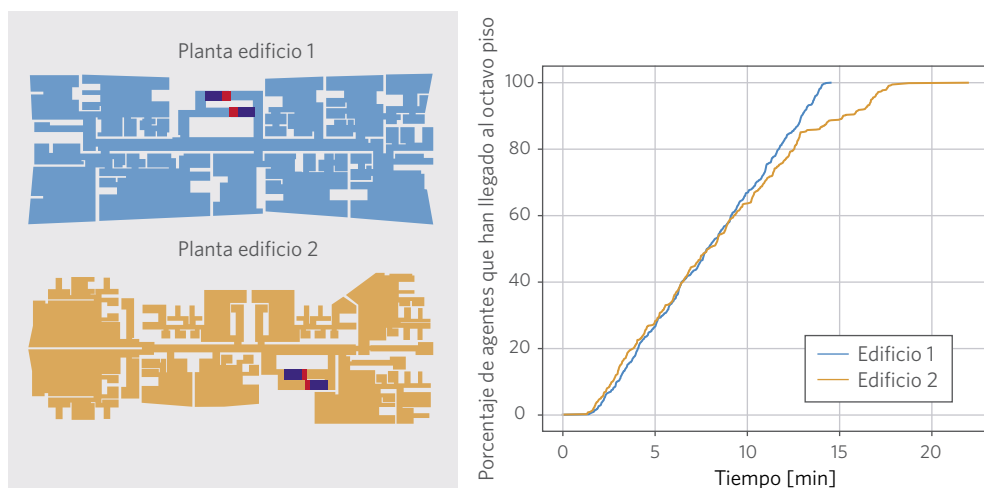 Planta edificio 1
Planta edificio 2
Porcentaje de agentes que han llegado al octavo piso
100
80
60
40
20
0
0
5
10
15
20
Tiempo [min]
Edificio 1
Edificio 2